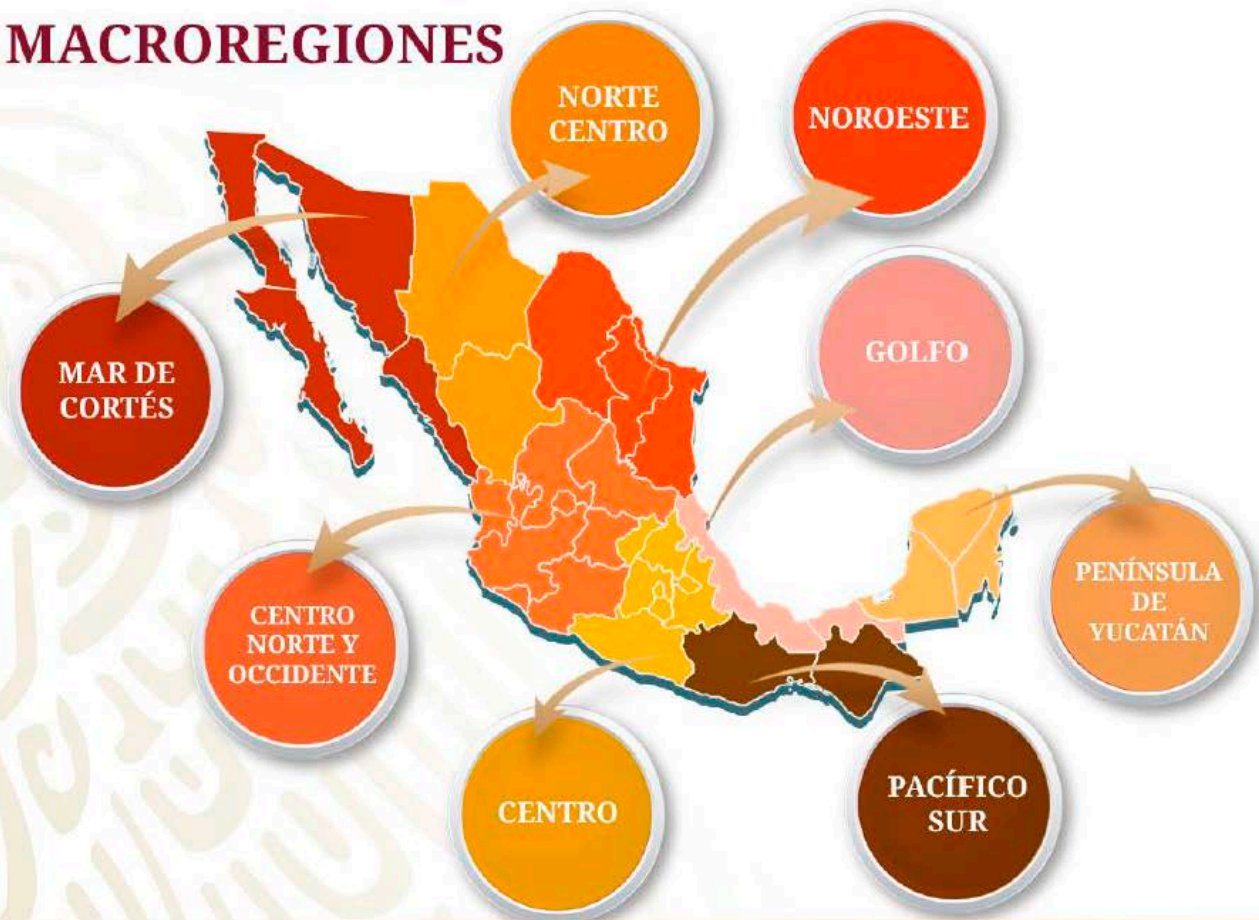 MACROREGIONES
NORTE
CENTRO
NOROESTE
GOLFO
MAR DE
CORTÉS
PENÍNSULA
DE
YUCATÁN
CENTRO
NORTE Y
OCCIDENTE
CENTRO
PACÍFICO
SUR